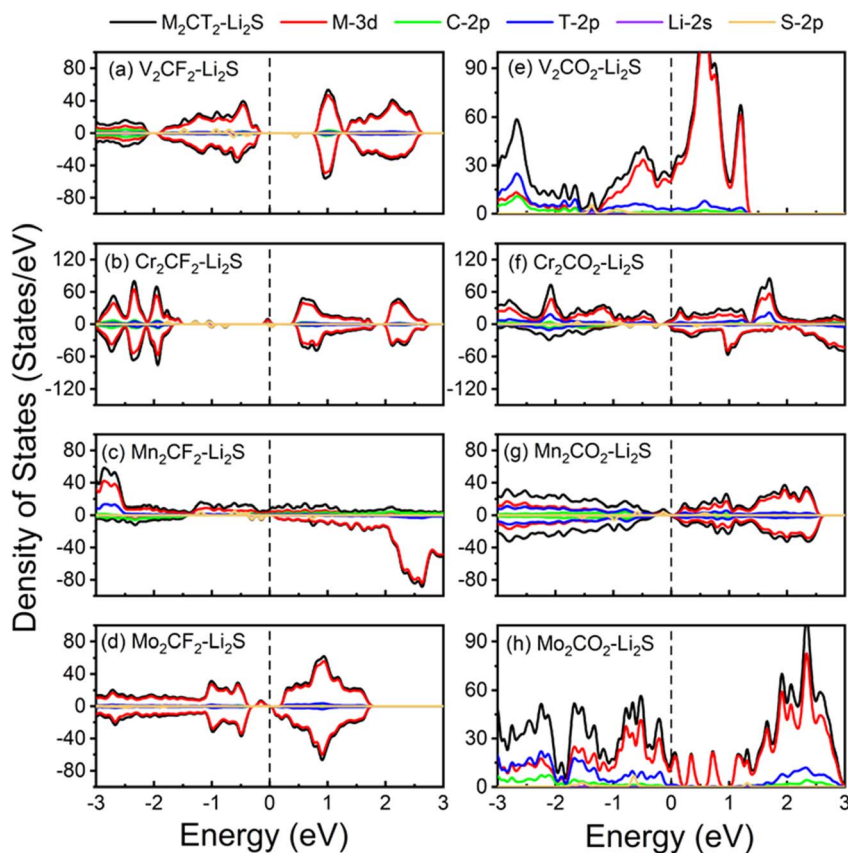 M₂CT₂-Li₂S M-3d C-2p T-2p Li-2s S-2p
Density of States (States/eV)
(a) V₂CF₂-Li₂S
80
40
0
-40
-80
(e) V₂CO₂-Li₂S
90
60
30
0
(b) Cr₂CF₂-Li₂S
120
60
0
-60
-120
(f) Cr₂CO₂-Li₂S
120
60
0
-60
-120
(c) Mn₂CF₂-Li₂S
80
40
0
-40
-80
(g) Mn₂CO₂-Li₂S
80
40
0
-40
-80
(d) Mo₂CF₂-Li₂S
80
40
0
-40
-80
(h) Mo₂CO₂-Li₂S
90
60
30
0
-3 -2 -1 0 1 2 3
-3 -2 -1 0 1 2 3
Energy (eV)
Energy (eV)